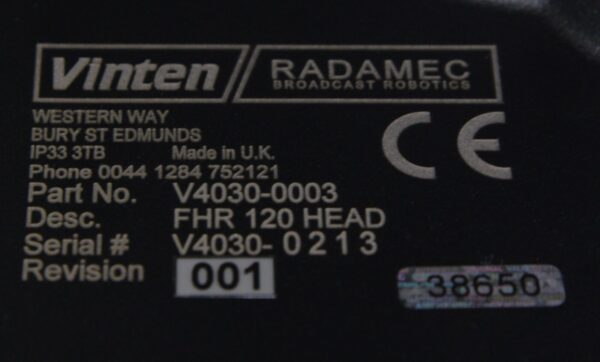 Vinten RADAMEC
BROADCAST ROBOTICS
WESTERN WAY
BURY ST EDMUNDS
IP33 3TB Made in U.K.
Phone 0044 1284 752121
Part No. V4030-0003
Desc. FHR 120 HEAD
Serial # V4030-0213
Revision 001
38650
CE